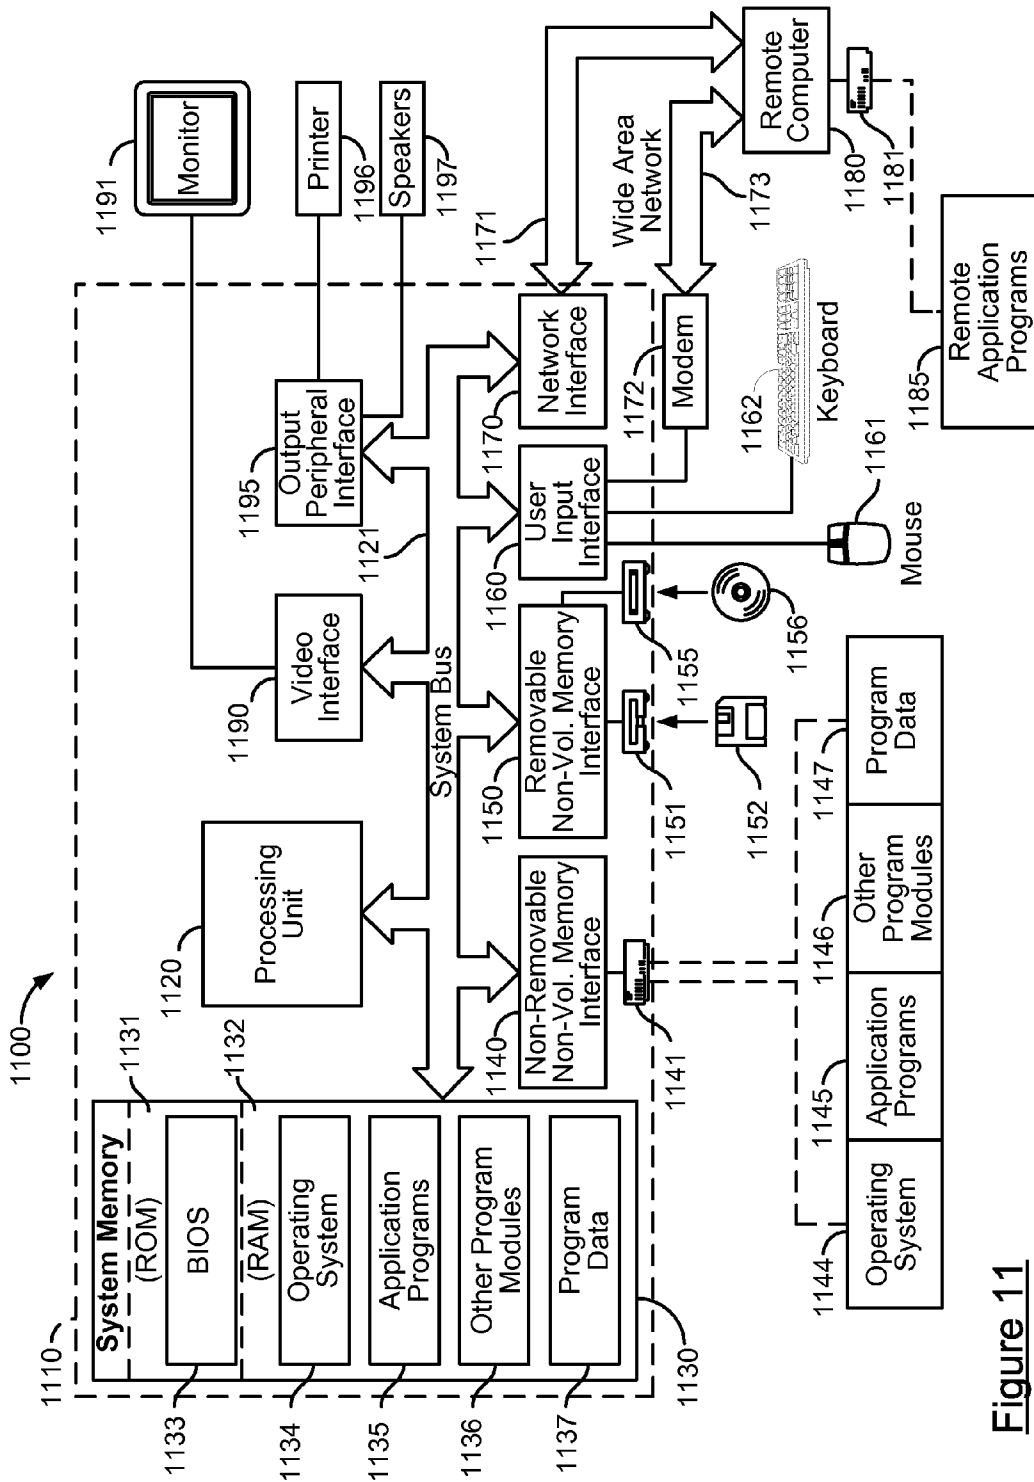 1100
1110
System Memory
(ROM)
1131
BIOS
1133
(RAM)
1132
Operating
System
1134
Application
Programs
1135
Other Program
Modules
1136
Program
Data
1137
1130
1120
Processing
Unit
1190
Video
Interface
1191
Monitor
1195
Output
Peripheral
Interface
Printer
1196
Speakers
1197
1121
System Bus
1140
Non-Removable
Non-Vol. Memory
Interface
1150
Removable
Non-Vol. Memory
Interface
1160
User
Input
Interface
1170
Network
Interface
1171
1141
1151
1155
1172
Modem
Wide Area
Network
1173
Remote
Computer
1180
1181
1152
1156
1162
Keyboard
1161
Mouse
1144
Operating
System
1145
Application
Programs
1146
Other
Program
Modules
1147
Program
Data
1185
Remote
Application
Programs
Figure 11